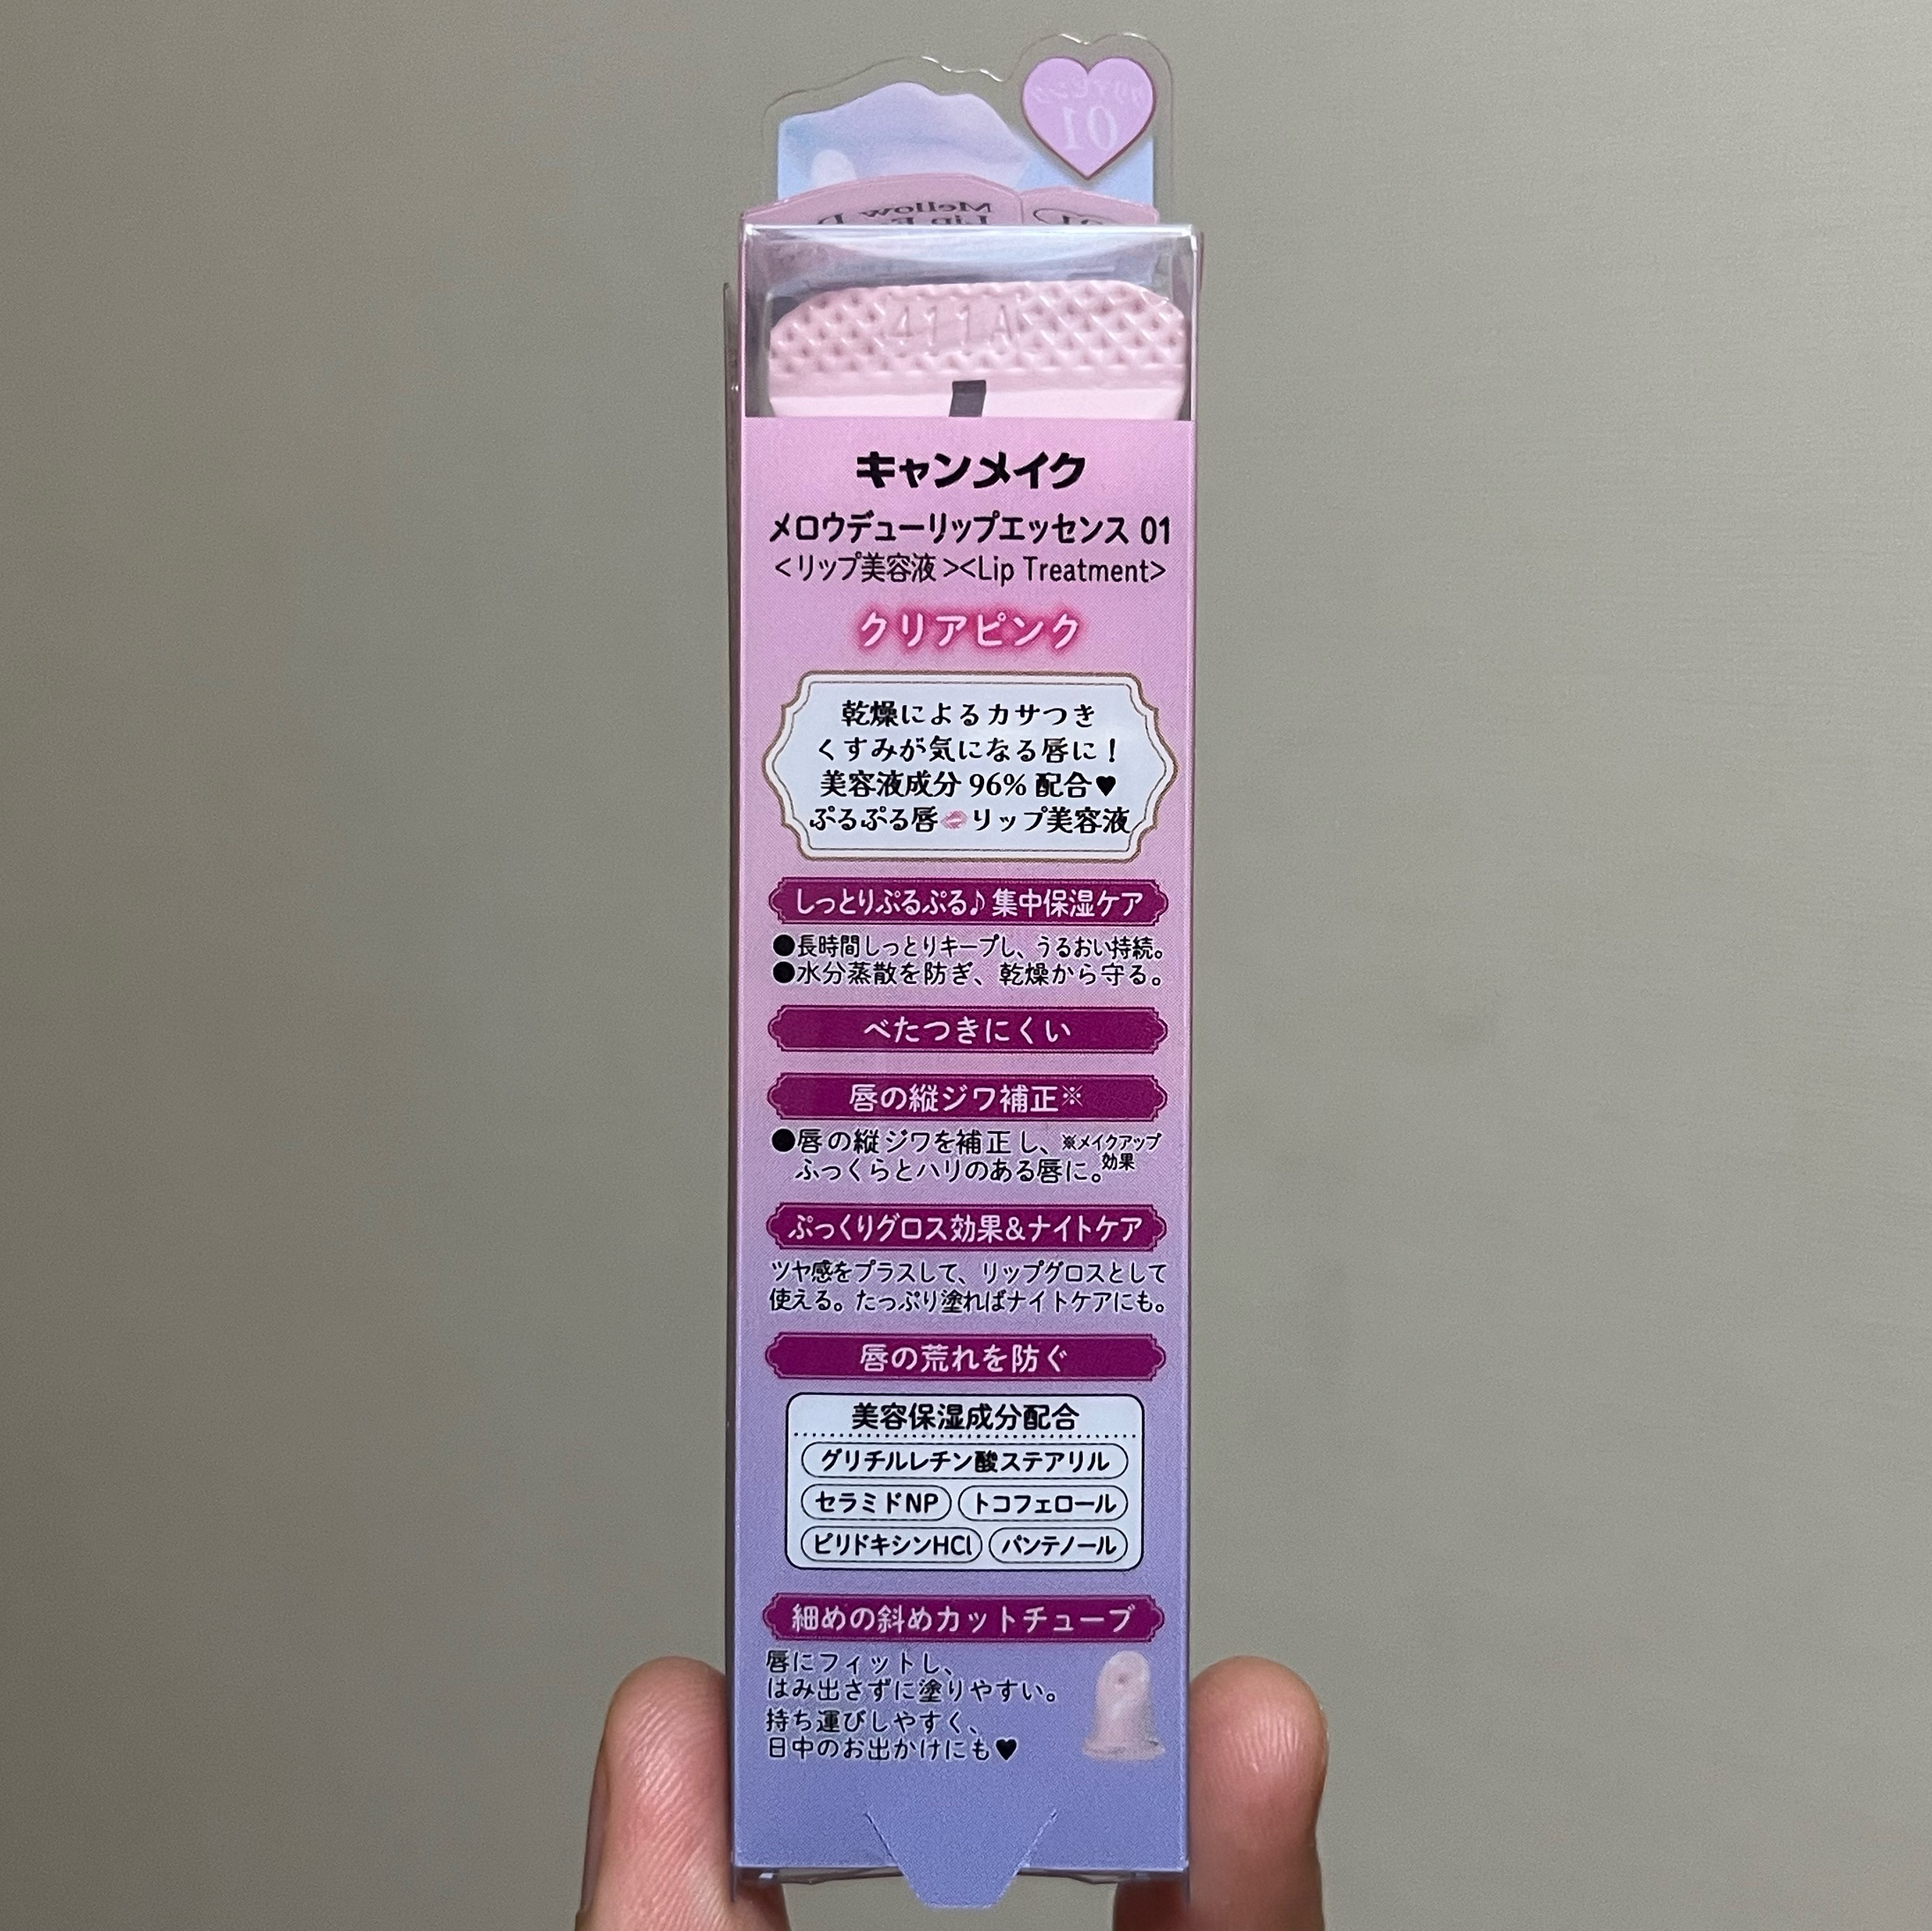 クリアピンク
01
Mellow D
Lip E
01
411A
キャンメイク
メロウデューリップエッセンス 01
<リップ美容液><Lip Treatment>
クリアピンク
乾燥によるカサつき
くすみが気になる唇に！
美容液成分 96% 配合♥
ぷるぷる唇💋リップ美容液
しっとりぷるぷる♪集中保湿ケア
●長時間しっとりキープし、うるおい持続。
●水分蒸散を防ぎ、乾燥から守る。
べたつきにくい
唇の縦ジワ補正※
●唇の縦ジワを補正し、
ふっくらとハリのある唇に。
※メイクアップ
効果
ぷっくりグロス効果&ナイトケア
ツヤ感をプラスして、リップグロスとして
使える。たっぷり塗ればナイトケアにも。
唇の荒れを防ぐ
美容保湿成分配合
グリチルレチン酸ステアリル
セラミドNP トコフェロール
ピリドキシンHCl パンテノール
細めの斜めカットチューブ
唇にフィットし、
はみ出さずに塗りやすい。
持ち運びしやすく、
日中のお出かけにも♥